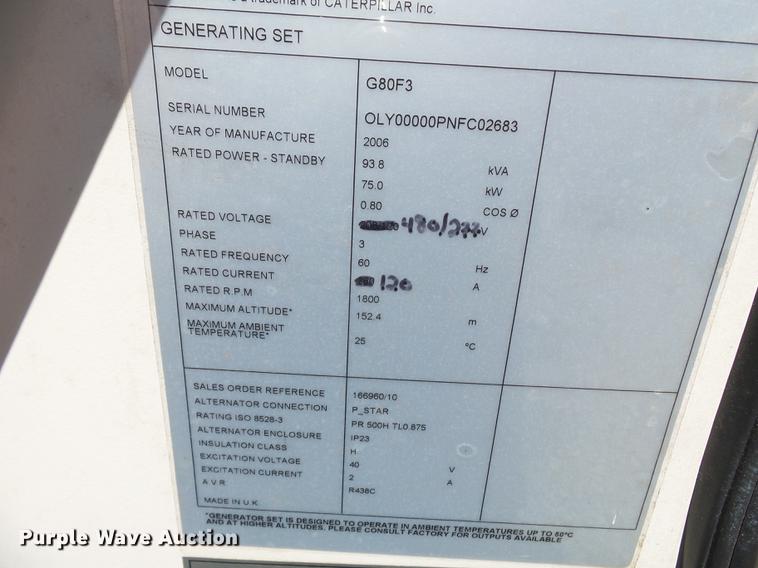 a trademark of CATERPILLAR Inc.
GENERATING SET
MODEL G80F3
SERIAL NUMBER OLY00000PNFC02683
YEAR OF MANUFACTURE 2006
RATED POWER - STANDBY 93.8 kVA
75.0 kW
0.80 COS Ø
RATED VOLTAGE 480/277 V
PHASE 3
RATED FREQUENCY 60 Hz
RATED CURRENT 120 A
RATED R.P.M 1800
MAXIMUM ALTITUDE* 152.4 m
MAXIMUM AMBIENT
TEMPERATURE* 25 °C
SALES ORDER REFERENCE 166960/10
ALTERNATOR CONNECTION P_STAR
RATING ISO 8528-3 PR 500H TL0.875
ALTERNATOR ENCLOSURE IP23
INSULATION CLASS H
EXCITATION VOLTAGE 40 V
EXCITATION CURRENT 2 A
A V R R438C
MADE IN U.K
*GENERATOR SET IS DESIGNED TO OPERATE IN AMBIENT TEMPERATURES UP TO 50°C
AND AT HIGHER ALTITUDES. PLEASE CONSULT FACTORY FOR OUTPUTS AVAILABLE
Purple Wave Auction